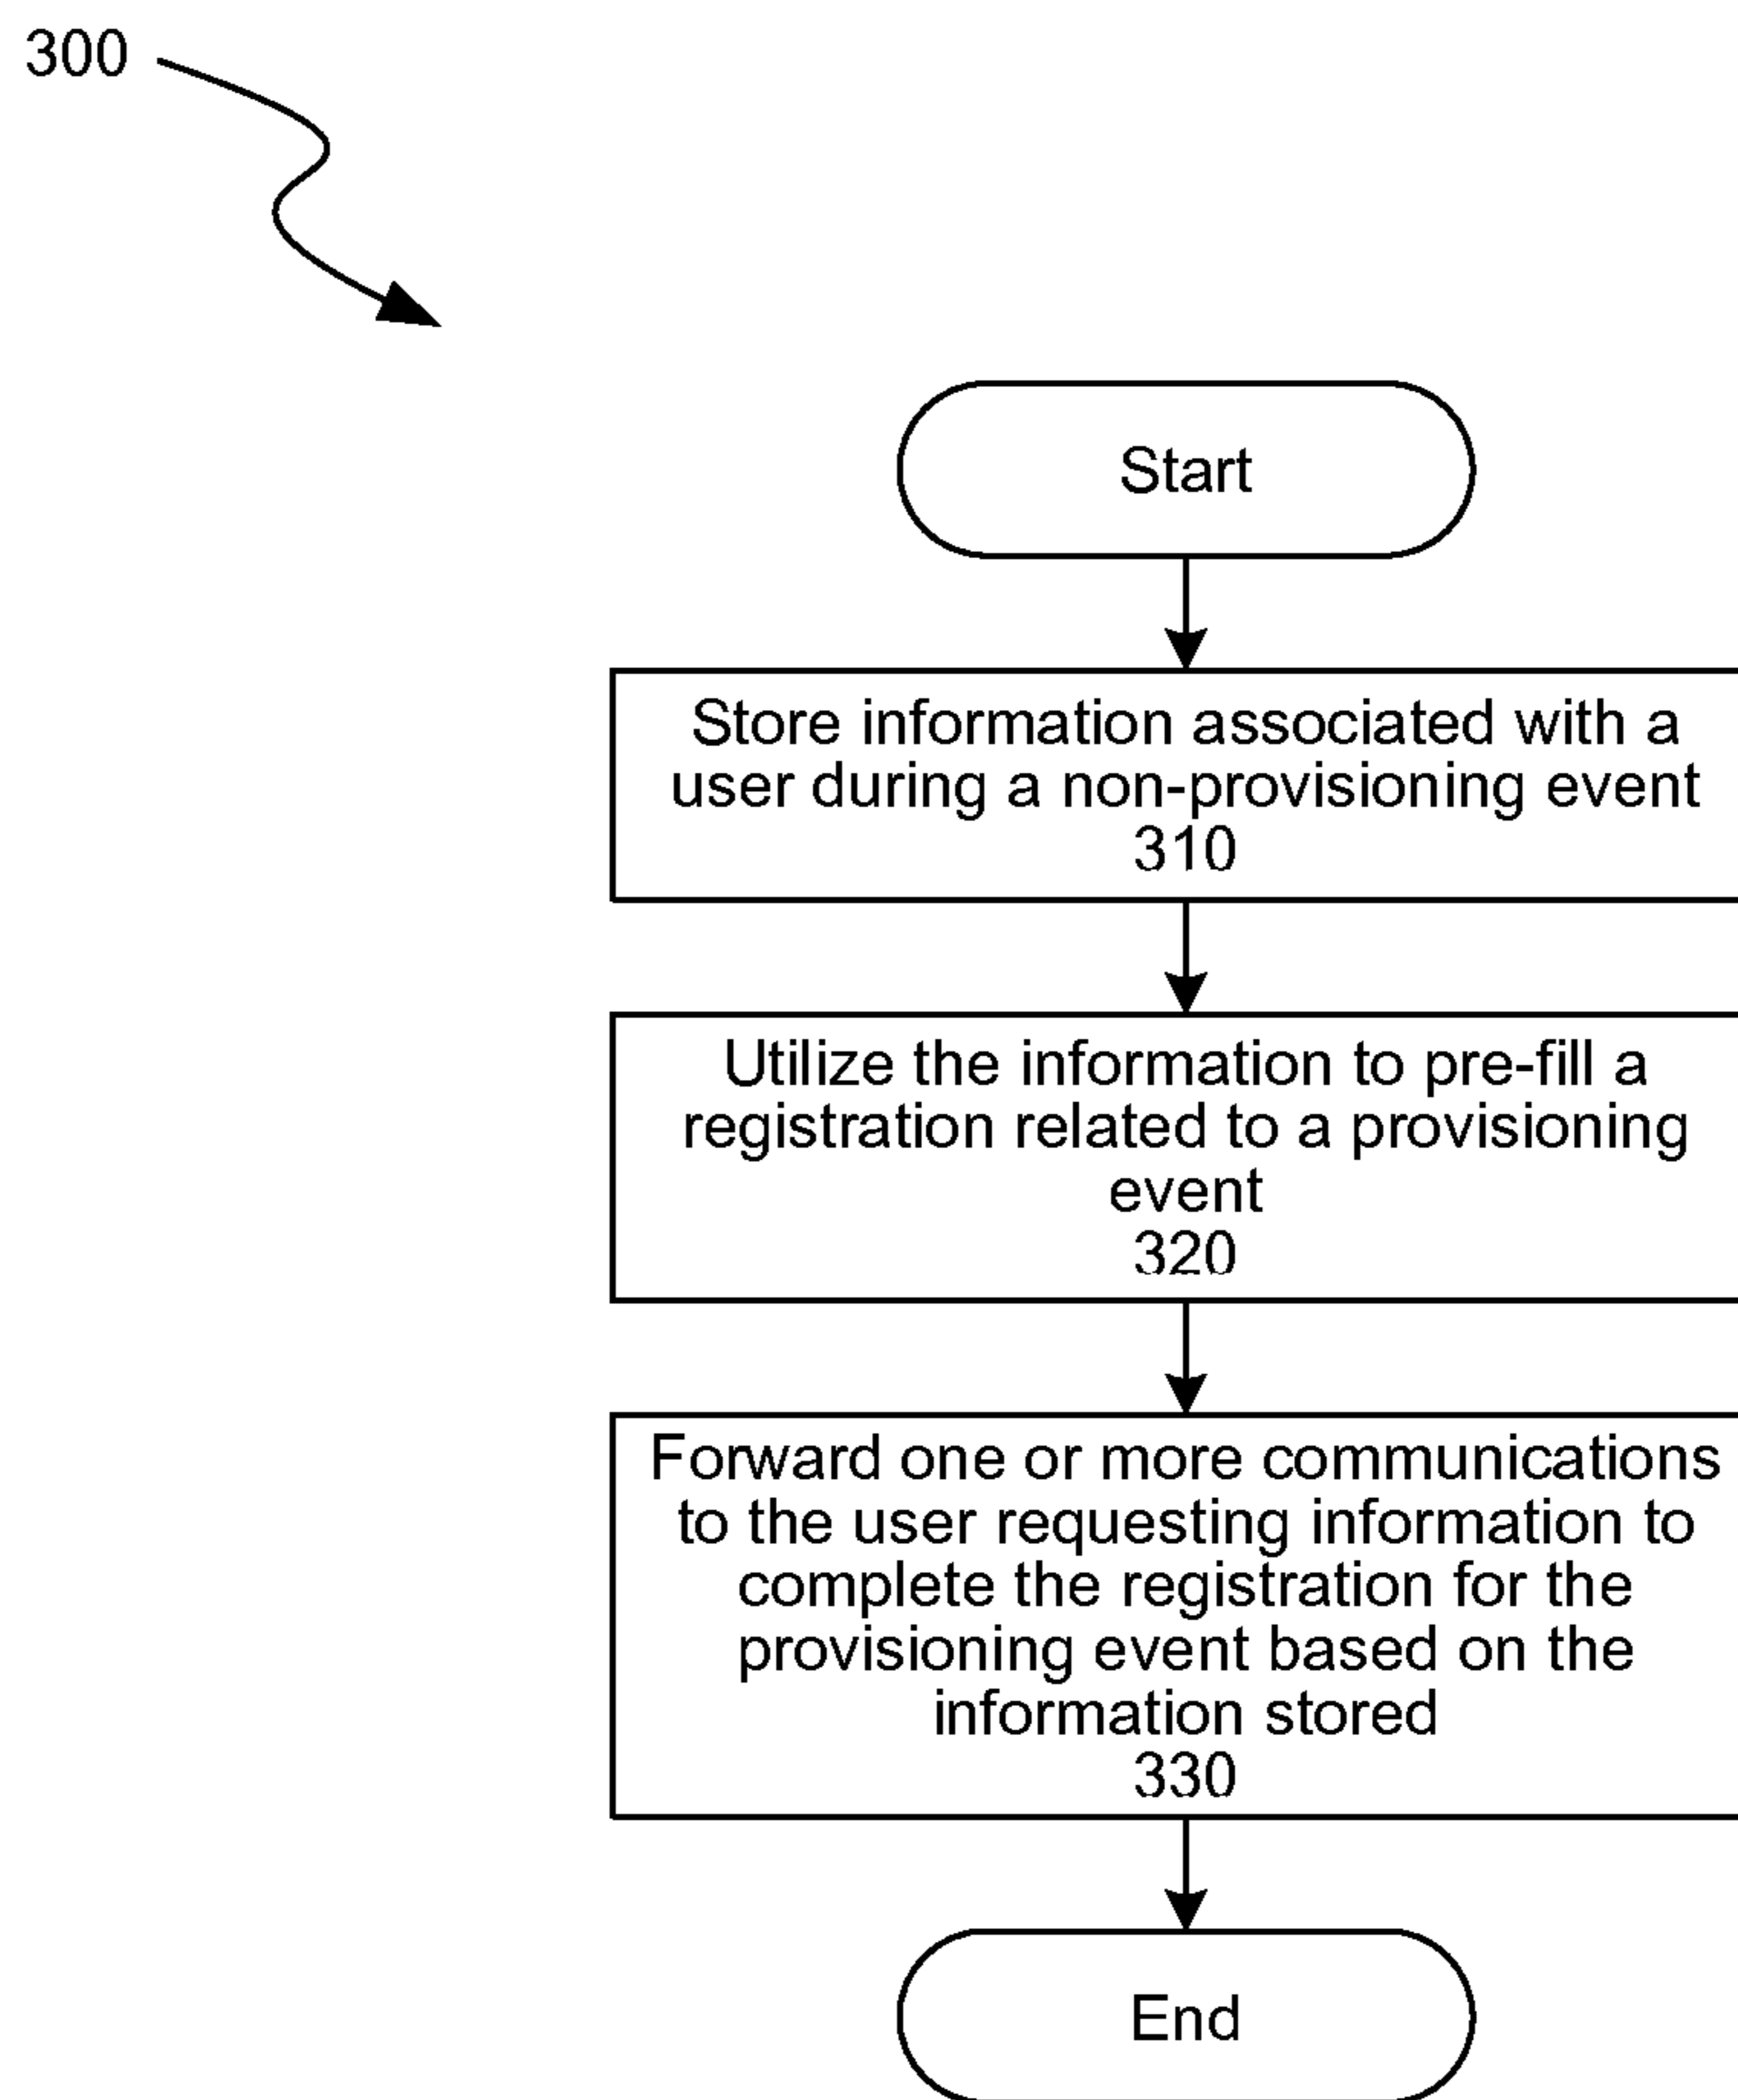 300
Start
Store information associated with a
user during a non-provisioning event
310
Utilize the information to pre-fill a
registration related to a provisioning
event
320
Forward one or more communications
to the user requesting information to
complete the registration for the
provisioning event based on the
information stored
330
End